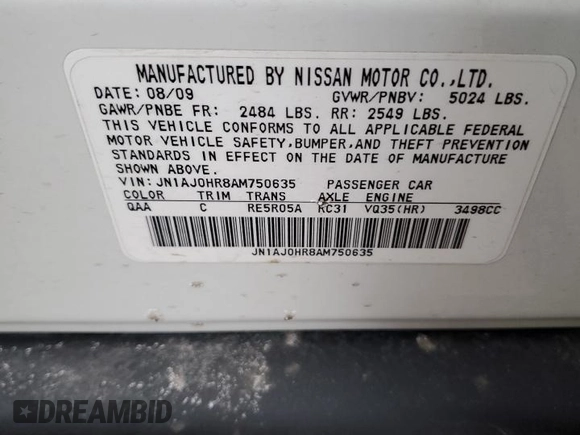 MANUFACTURED BY NISSAN MOTOR CO.,LTD.
DATE: 08/09 GVWR/PNBV: 5024 LBS.
GAWR/PNBE FR: 2484 LBS. RR: 2549 LBS.
THIS VEHICLE CONFORMS TO ALL APPLICABLE FEDERAL
MOTOR VEHICLE SAFETY,BUMPER,AND THEFT PREVENTION
STANDARDS IN EFFECT ON THE DATE OF MANUFACTURE
SHOWN ABOVE.
VIN: JN1AJ0HR8AM750635 PASSENGER CAR
COLOR TRIM TRANS AXLE ENGINE
QAA C RE5R05A RC31 VQ35(HR) 3498CC
JN1AJ0HR8AM750635
DREAMBID